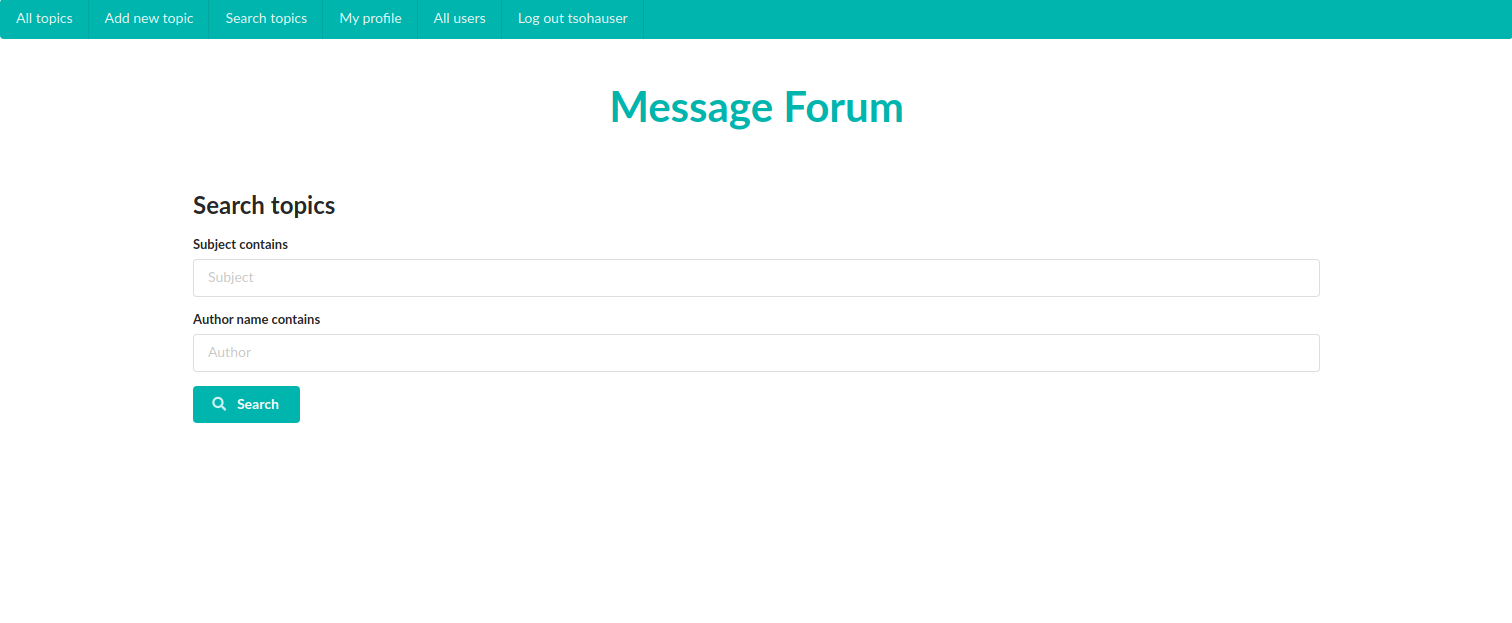 All topics Add new topic Search topics My profile All users Log out tsohauser
Message Forum
Search topics
Subject contains
Subject
Author name contains
Author
Search